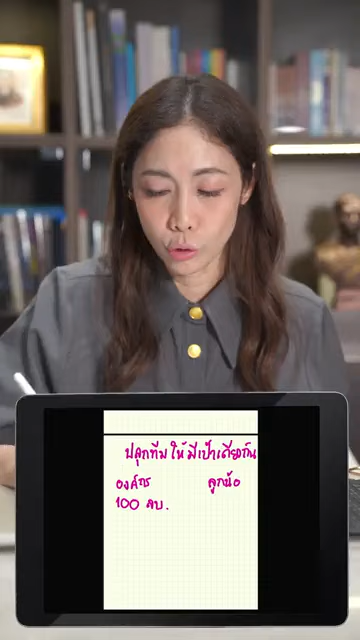 ปลุกทีม ให้ มีเป้าเดียวกัน
องค์กร ลูกน้อ
100 ลบ.